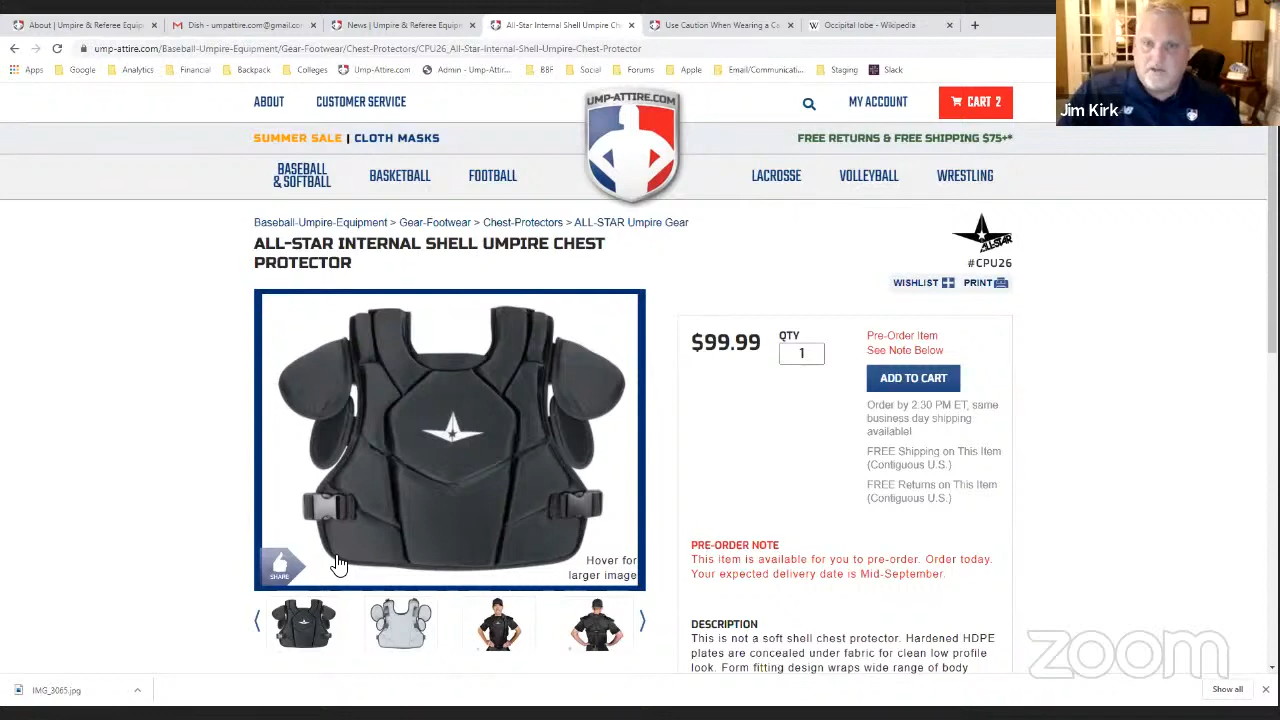 About | Umpire & Referee Equipm
Dish - umpattire.com@gmail.co
News | Umpire & Referee Equipm
All-Star Internal Shell Umpire Ch
Use Caution When Wearing a Ca
Occipital lobe - Wikipedia
ump-attire.com/Baseball-Umpire-Equipment/Gear-Footwear/Chest-Protectors/CPU26_All-Star-Internal-Shell-Umpire-Chest-Protector
Apps Google Analytics Financial Backpack Colleges Ump-Attire.com Admin - Ump-Attir... BBF Social Forums Apple Email/Communicati... Staging Slack
Jim Kirk
ABOUT CUSTOMER SERVICE
UMP-ATTIRE.COM
MY ACCOUNT
CART 2
SUMMER SALE | CLOTH MASKS
FREE RETURNS & FREE SHIPPING $75+*
BASEBALL
& SOFTBALL
BASKETBALL
FOOTBALL
LACROSSE
VOLLEYBALL
WRESTLING
Baseball-Umpire-Equipment > Gear-Footwear > Chest-Protectors > ALL-STAR Umpire Gear
ALL-STAR INTERNAL SHELL UMPIRE CHEST
PROTECTOR
ALL-STAR
#CPU26
WISHLIST PRINT
$99.99
QTY
1
Pre-Order Item
See Note Below
ADD TO CART
Order by 2:30 PM ET, same
business day shipping
available!
FREE Shipping on This Item
(Contiguous U.S.)
FREE Returns on This Item
(Contiguous U.S.)
SHARE
Hover for
larger image
PRE-ORDER NOTE
This item is available for you to pre-order. Order today.
Your expected delivery date is Mid-September.
DESCRIPTION
This is not a soft shell chest protector. Hardened HDPE
plates are concealed under fabric for clean low profile
look. Form fitting design wraps wide range of body
zoom
IMG_3065.jpg
Show all